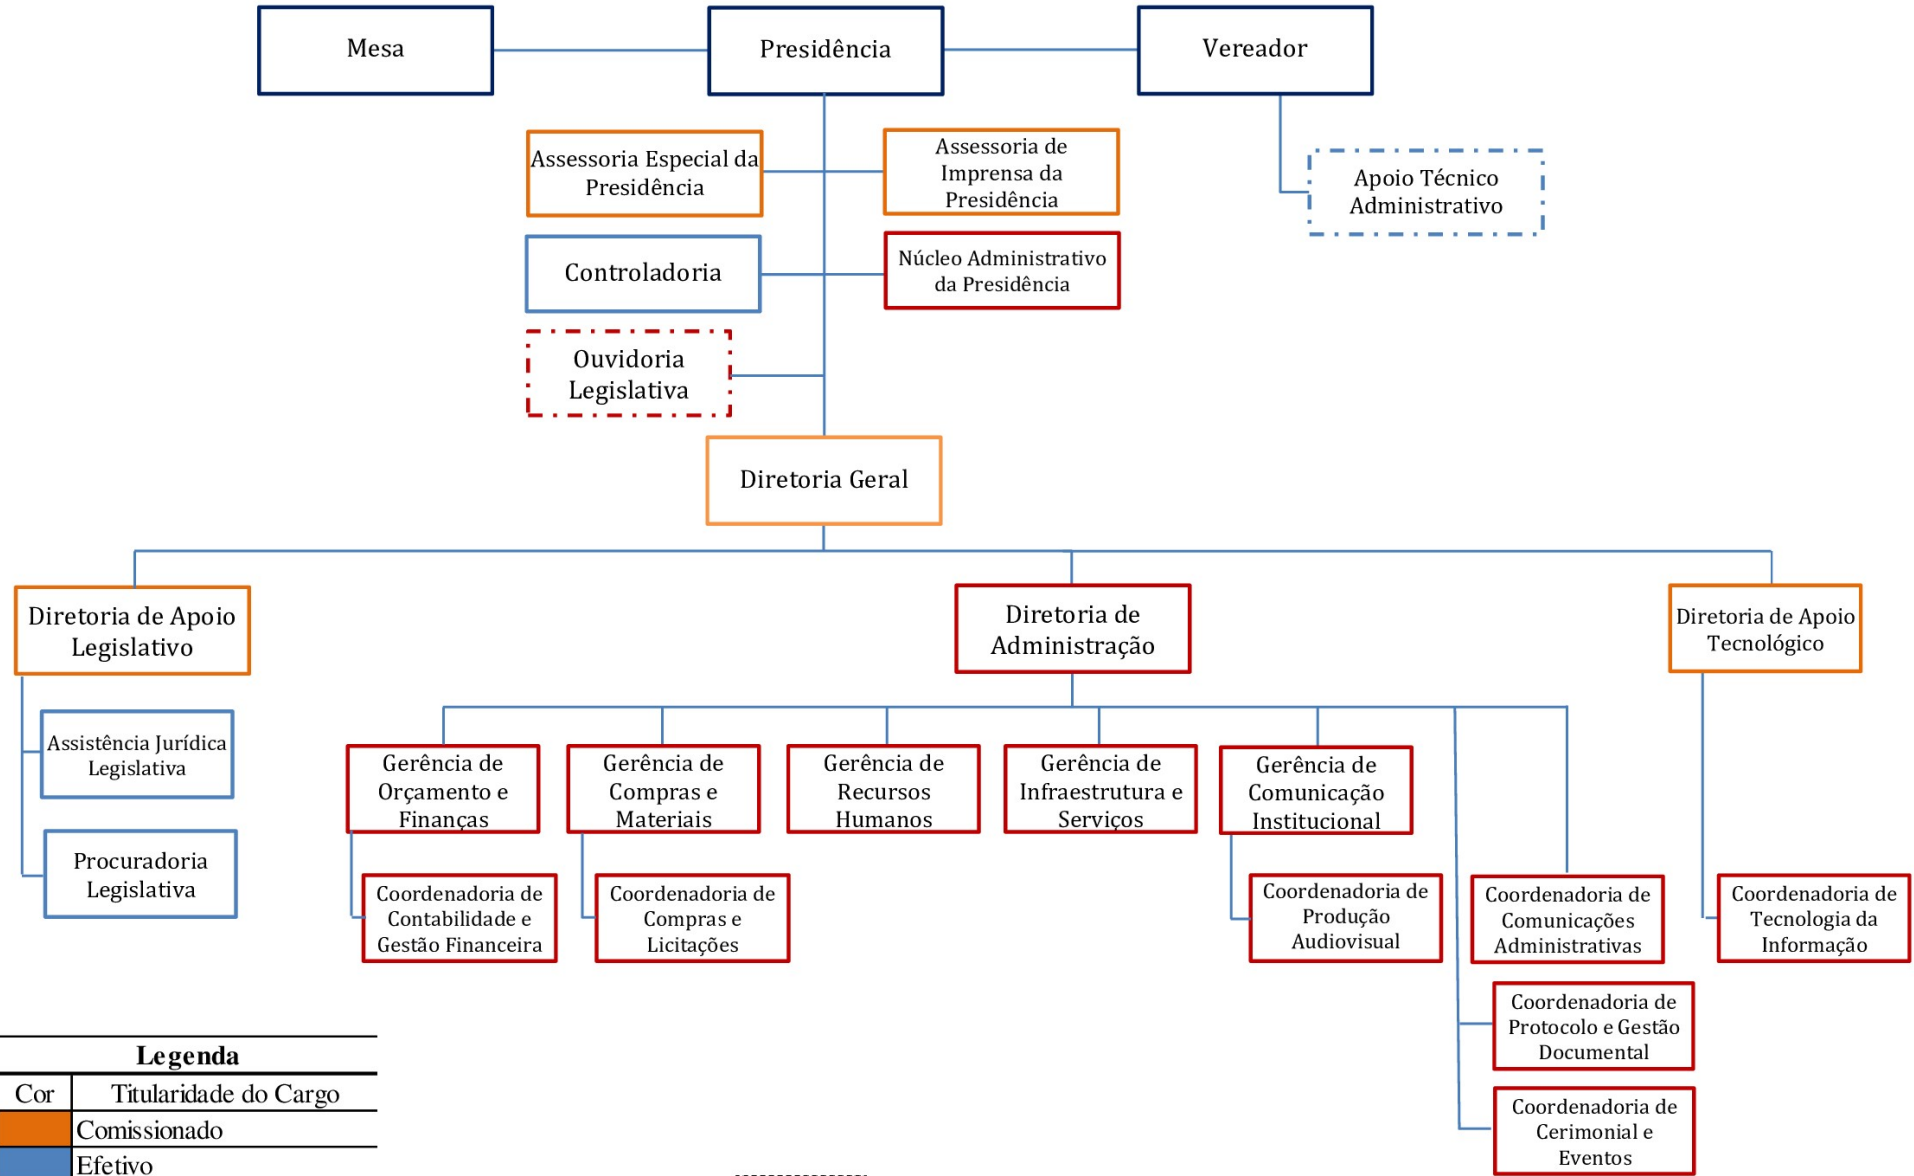 Mesa
Presidência
Vereador
Assessoria Especial da
Presidência
Assessoria de
Imprensa da
Presidência
Apoio Técnico
Administrativo
Controladoria
Núcleo Administrativo
da Presidência
Ouvidoria
Legislativa
Diretoria Geral
Diretoria de Apoio
Legislativo
Diretoria de
Administração
Diretoria de Apoio
Tecnológico
Assistência Jurídica
Legislativa
Procuradoria
Legislativa
Gerência de
Orçamento e
Finanças
Gerência de
Compras e
Materiais
Gerência de
Recursos
Humanos
Gerência de
Infraestrutura e
Serviços
Gerência de
Comunicação
Institucional
Coordenadoria de
Contabilidade e
Gestão Financeira
Coordenadoria de
Compras e
Licitações
Coordenadoria de
Produção
Audiovisual
Coordenadoria de
Comunicações
Administrativas
Coordenadoria de
Tecnologia da
Informação
Coordenadoria de
Protocolo e Gestão
Documental
Coordenadoria de
Cerimonial e
Eventos
Legenda
Cor Titularidade do Cargo
Comissionado
Efetivo